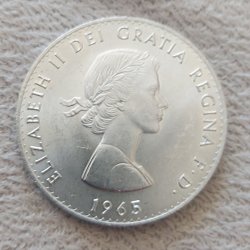 ELIZABETH II DEI GRATIA REGINA F.D.
1965